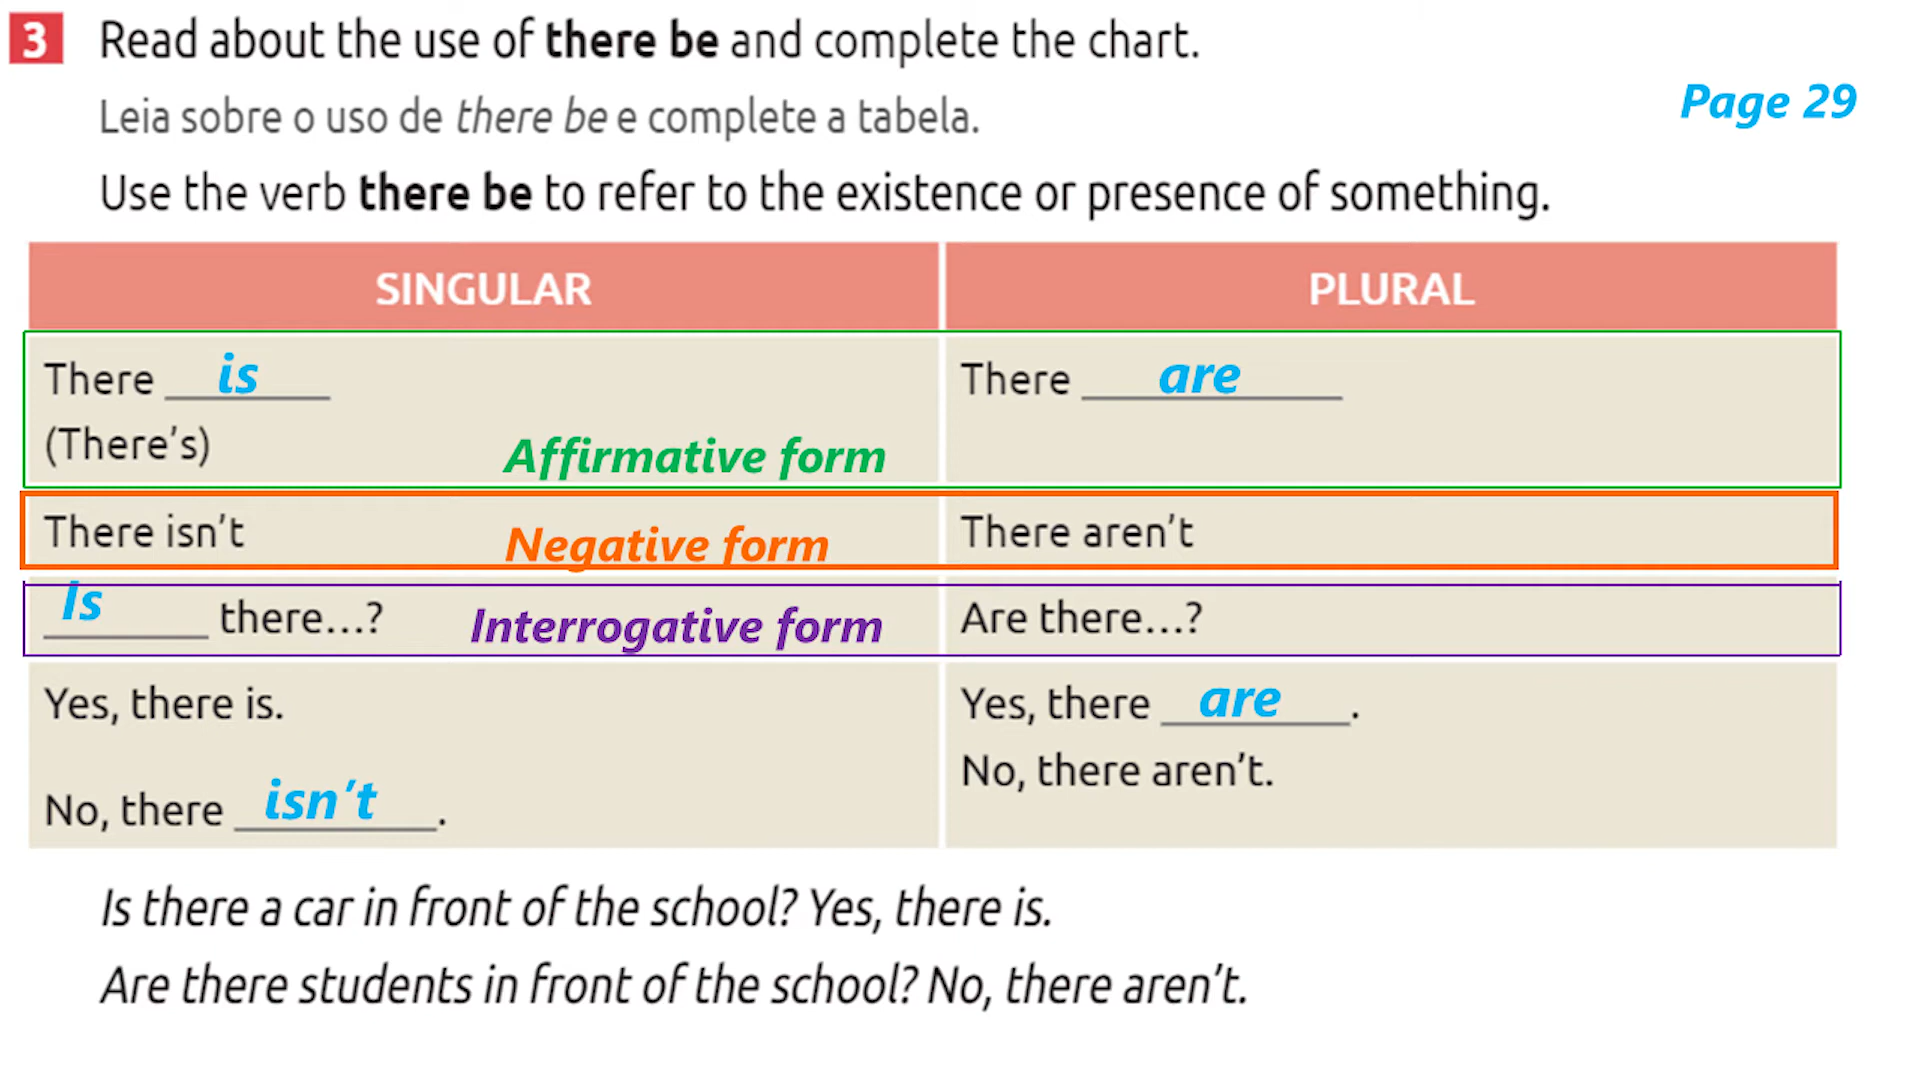 3 Read about the use of there be and complete the chart.
Leia sobre o uso de there be e complete a tabela.
Page 29
Use the verb there be to refer to the existence or presence of something.
SINGULAR PLURAL
There is There are
(There's) Affirmative form
There isn't Negative form There aren't
Is there...? Interrogative form Are there...?
Yes, there is. Yes, there are.
No, there aren't.
No, there isn't.
Is there a car in front of the school? Yes, there is.
Are there students in front of the school? No, there aren't.